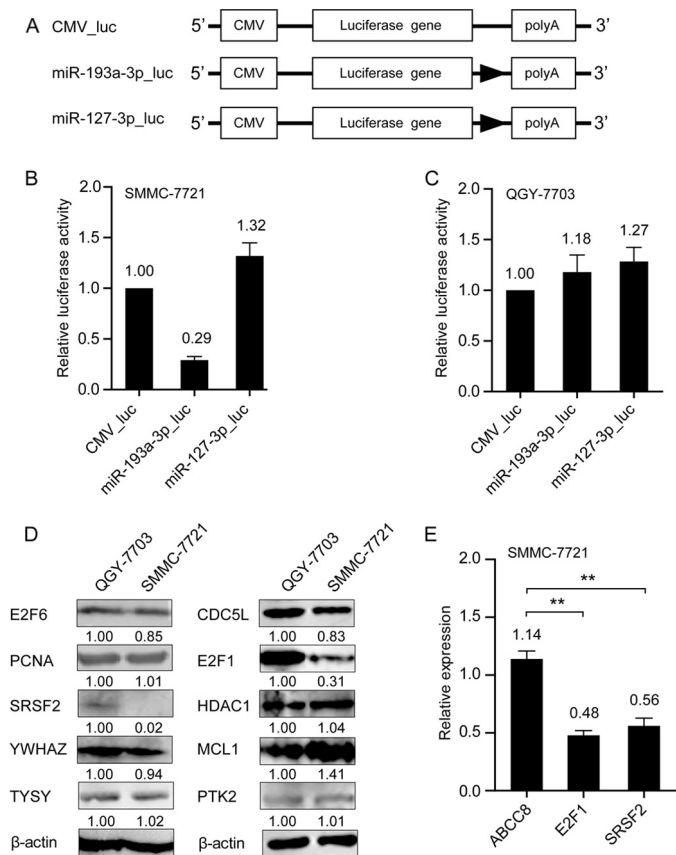 A
CMV_luc 5' CMV Luciferase gene polyA 3'
miR-193a-3p_luc 5' CMV Luciferase gene polyA 3'
miR-127-3p_luc 5' CMV Luciferase gene polyA 3'
B
SMMC-7721
Relative luciferase activity
2.0
1.5
1.0
0.5
0.0
1.00
0.29
1.32
CMV_luc
miR-193a-3p_luc
miR-127-3p_luc
C
QGY-7703
Relative luciferase activity
2.0
1.5
1.0
0.5
0.0
1.00
1.18
1.27
CMV_luc
miR-193a-3p_luc
miR-127-3p_luc
D
QGY-7703 SMMC-7721
E2F6
1.00 0.85
PCNA
1.00 1.01
SRSF2
1.00 0.02
YWHAZ
1.00 0.94
TYSY
1.00 1.02
β-actin
QGY-7703 SMMC-7721
CDC5L
1.00 0.83
E2F1
1.00 0.31
HDAC1
1.00 1.04
MCL1
1.00 1.41
PTK2
1.00 1.01
β-actin
E
SMMC-7721
Relative expression
2.0
1.5
1.0
0.5
0.0
**
**
1.14
0.48
0.56
ABCC8
E2F1
SRSF2